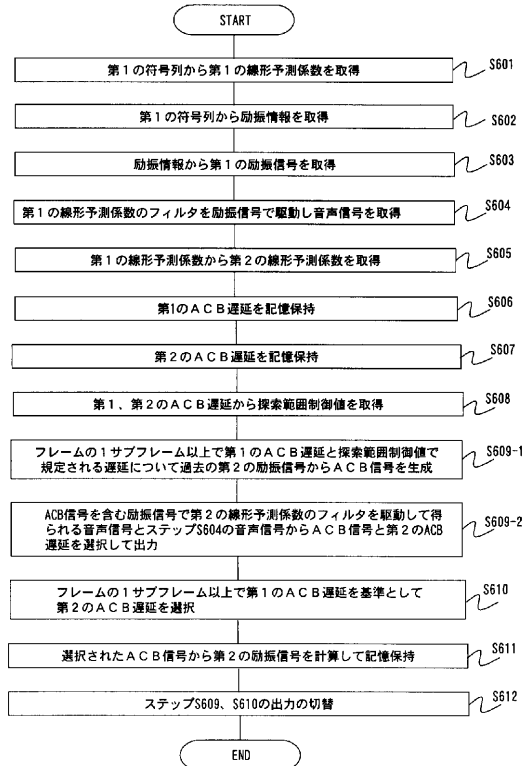 START
第１の符号列から第１の線形予測係数を取得
S601
第１の符号列から励振情報を取得
S602
励振情報から第１の励振信号を取得
S603
第１の線形予測係数のフィルタを励振信号で駆動し音声信号を取得
S604
第１の線形予測係数から第２の線形予測係数を取得
S605
第1のＡＣＢ遅延を記憶保持
S606
第２のＡＣＢ遅延を記憶保持
S607
第１、第２のＡＣＢ遅延から探索範囲制御値を取得
S608
フレームの１サブフレーム以上で第１のＡＣＢ遅延と探索範囲制御値で
規定される遅延について過去の第２の励振信号からＡＣＢ信号を生成
S609-1
ACB信号を含む励振信号で第２の線形予測係数のフィルタを駆動して得
られる音声信号とステップS604の音声信号からＡＣＢ信号と第２のACB
遅延を選択して出力
S609-2
フレームの１サブフレーム以上で第１のＡＣＢ遅延を基準として
第２のＡＣＢ遅延を選択
S610
選択されたＡＣＢ信号から第２の励振信号を計算して記憶保持
S611
ステップS609、S610の出力の切替
S612
END